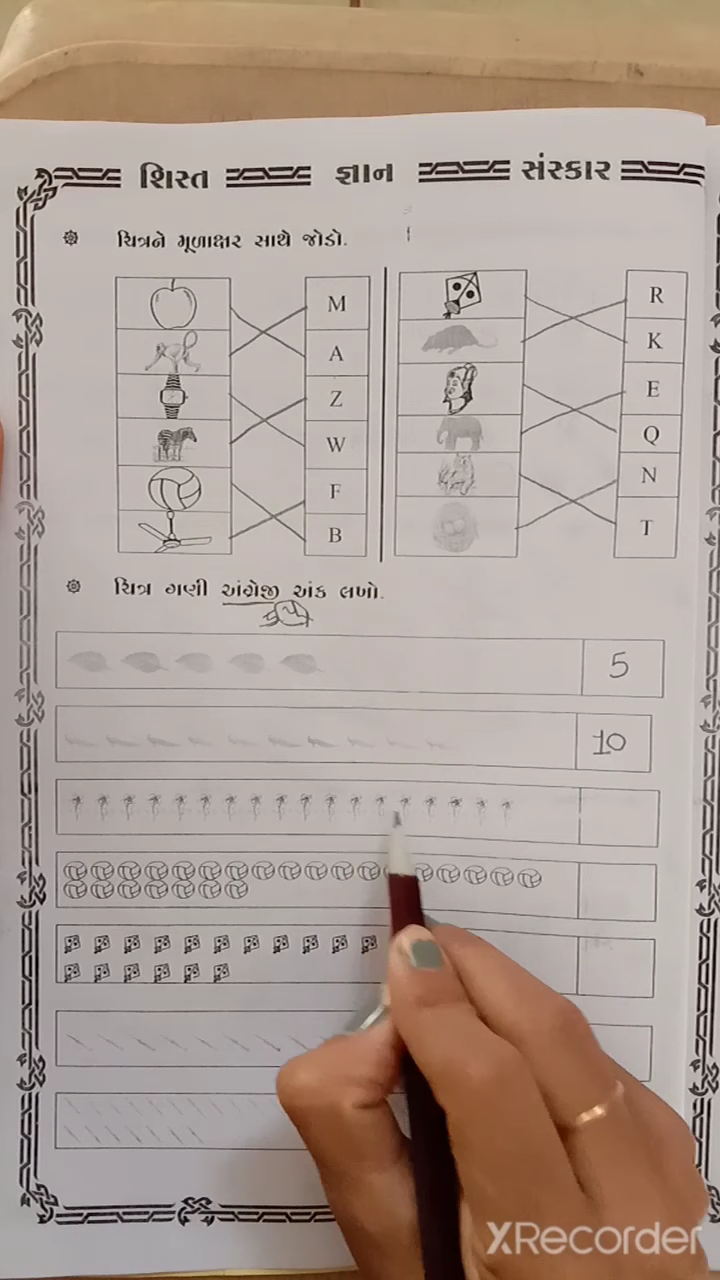 શિસ્ત જ્ઞાન સંસ્કાર
ચિત્રને મૂળાક્ષર સાથે જોડો.
M
A
Z
W
F
B
R
K
E
Q
N
T
ચિત્ર ગણી અંગ્રેજી અંક લખો.
5
10
XRecorder